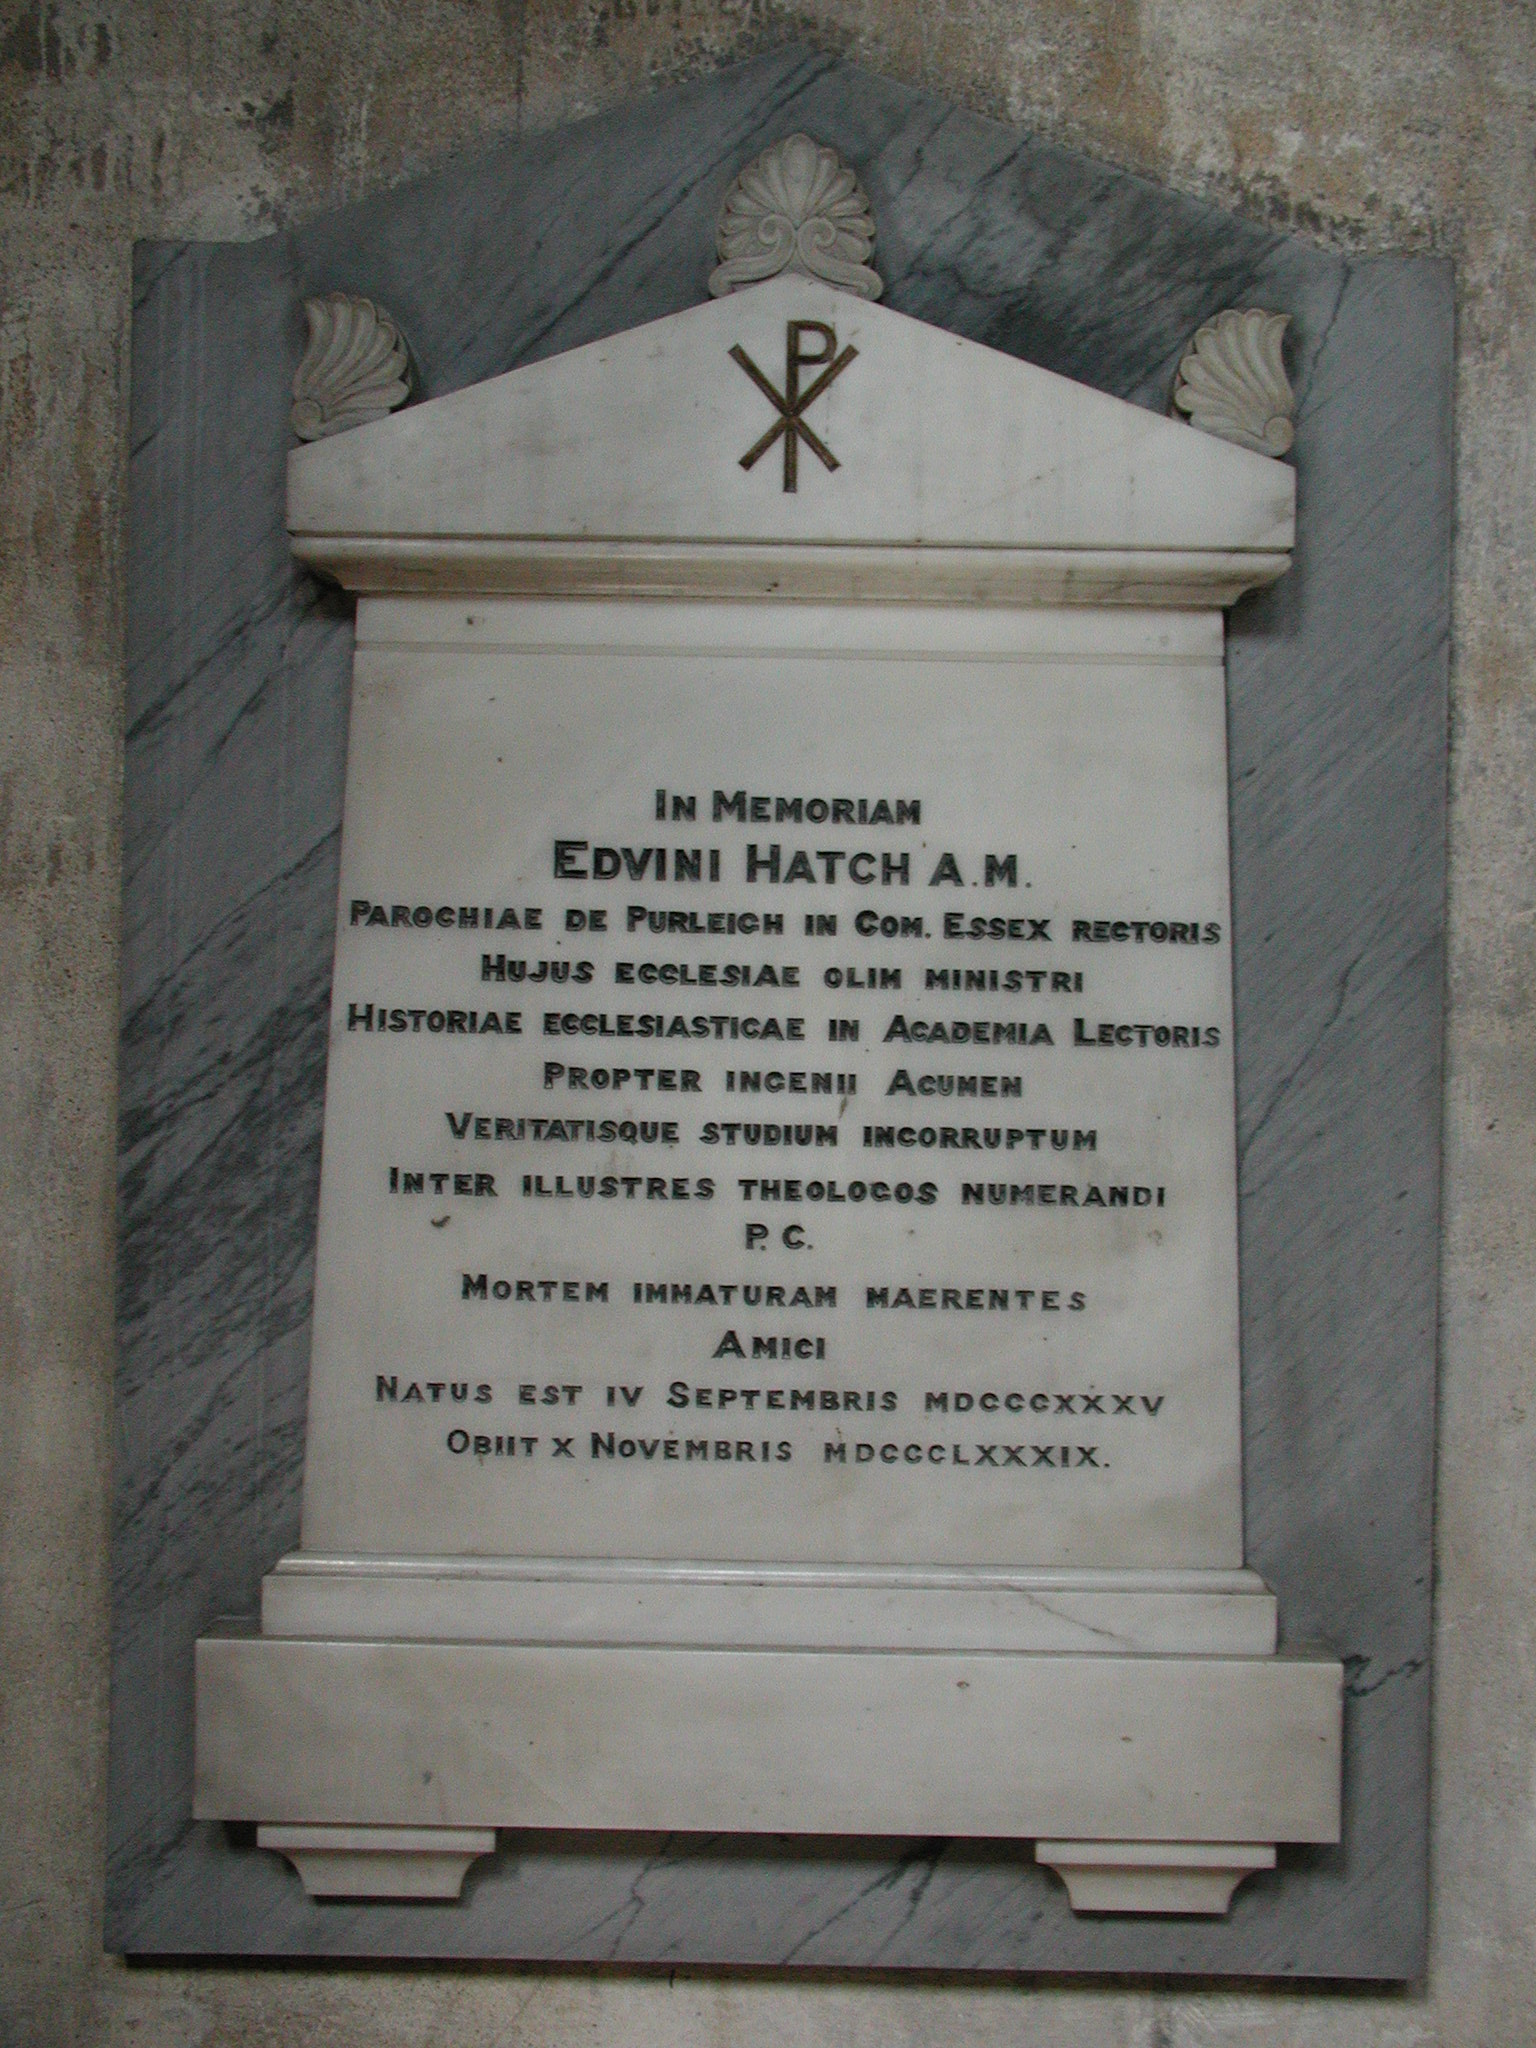 IN MEMORIAM
EDVINI HATCH A.M.
PAROCHIAE DE PURLEIGH IN COM. ESSEX RECTORIS
HUJUS ECCLESIAE OLIM MINISTRI
HISTORIAE ECCLESIASTICAE IN ACADEMIA LECTORIS
PROPTER INGENII ACUMEN
VERITATISQUE STUDIUM INCORRUPTUM
INTER ILLUSTRES THEOLOGOS NUMERANDI
P. C.
MORTEM IMMATURAM MAERENTES
AMICI
NATUS EST IV SEPTEMBRIS MDCCCXXXV
OBIIT X NOVEMBRIS MDCCCLXXXIX.